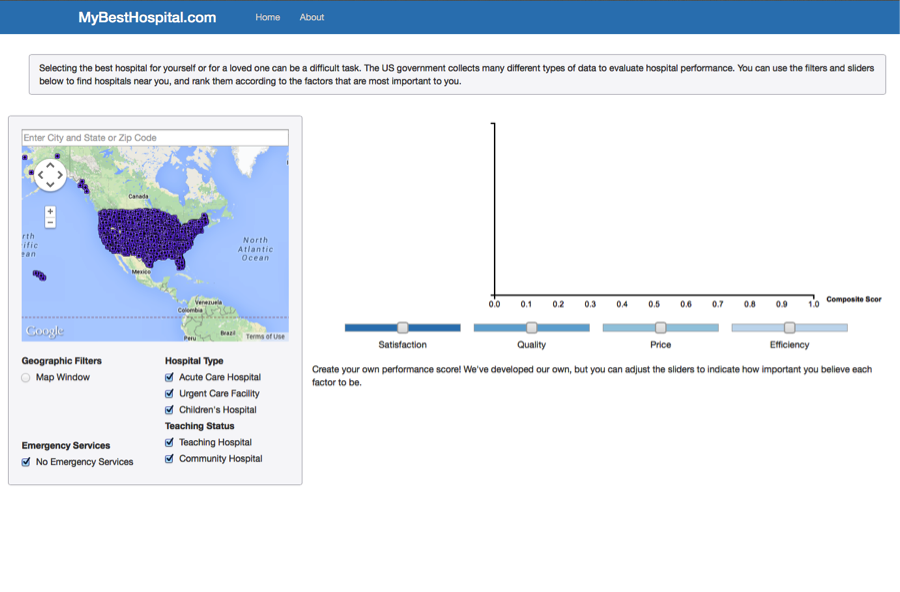 MyBestHospital.com
Home
About
Selecting the best hospital for yourself or for a loved one can be a difficult task. The US government collects many different types of data to evaluate hospital performance. You can use the filters and sliders
below to find hospitals near you, and rank them according to the factors that are most important to you.
Enter City and State or Zip Code
Canada
rth
ific
ean
North
Atlantic
Ocean
Mexico
Venezuela
Colombia
Brazil
Peru
Google
Terms of Use
Geographic Filters
Map Window
Emergency Services
No Emergency Services
Hospital Type
Acute Care Hospital
Urgent Care Facility
Children's Hospital
Teaching Status
Teaching Hospital
Community Hospital
0.0 0.1 0.2 0.3 0.4 0.5 0.6 0.7 0.8 0.9 1.0
Composite Scor
Satisfaction
Quality
Price
Efficiency
Create your own performance score! We've developed our own, but you can adjust the sliders to indicate how important you believe each
factor to be.